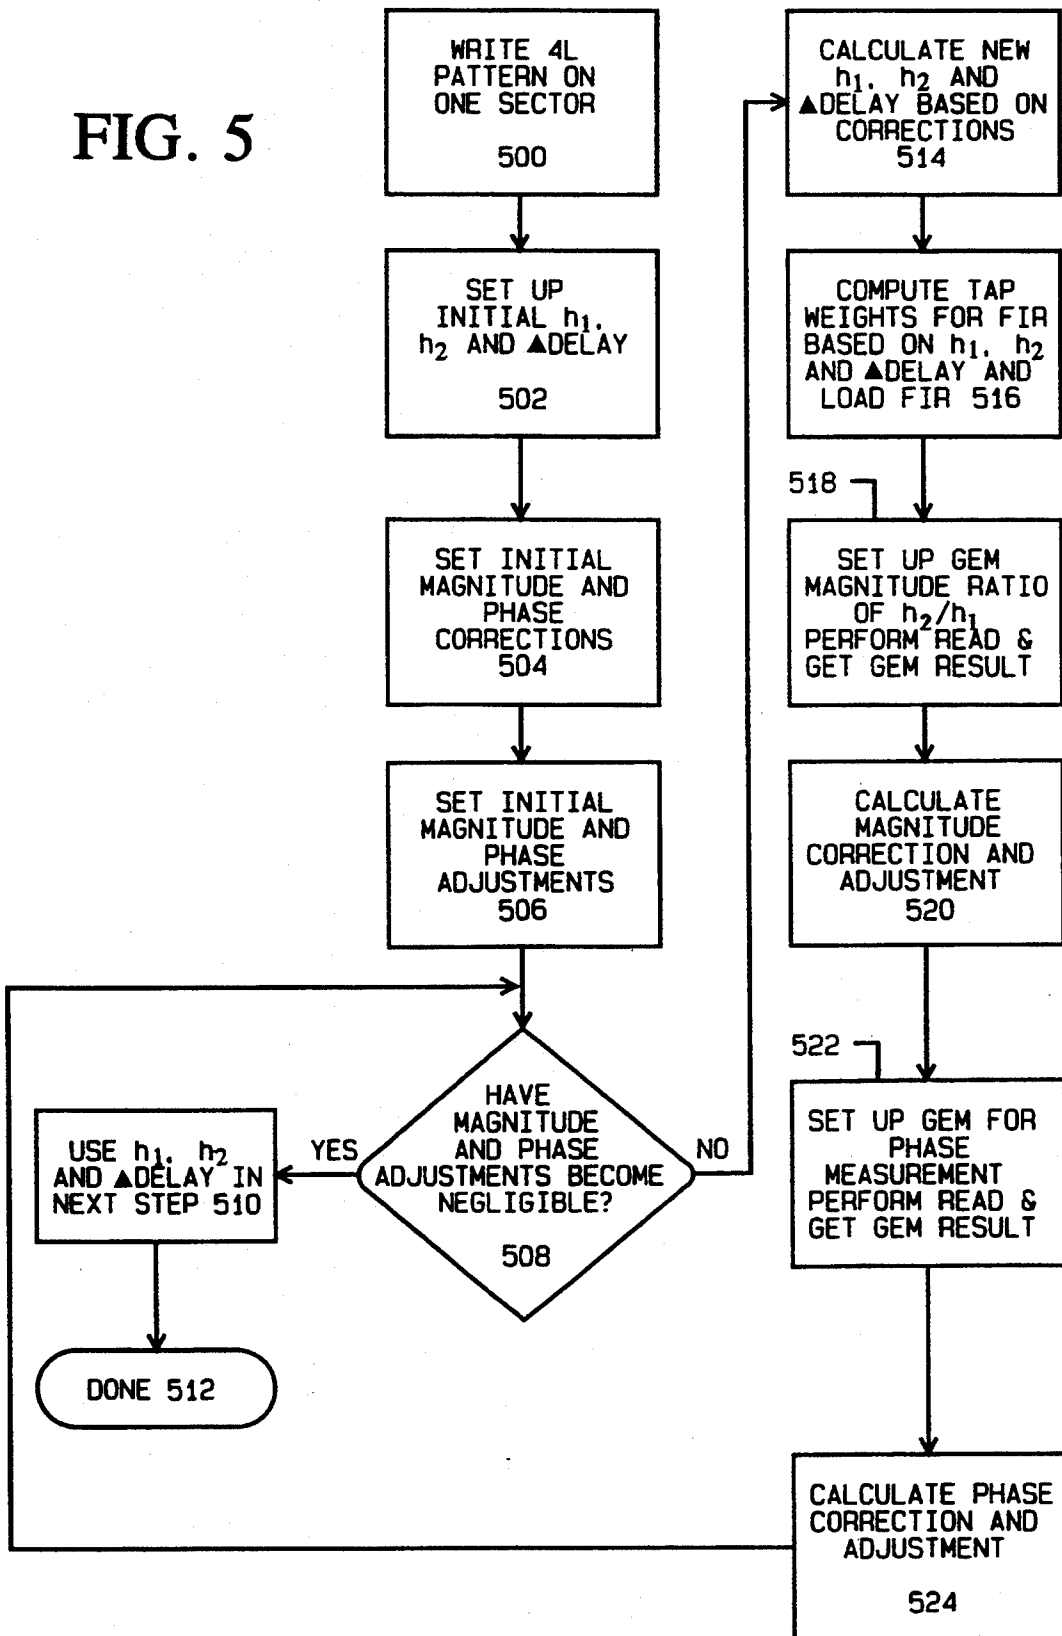 FIG. 5
WRITE 4L
PATTERN ON
ONE SECTOR
500
SET UP
INITIAL h₁,
h₂ AND ▲DELAY
502
SET INITIAL
MAGNITUDE AND
PHASE
CORRECTIONS
504
SET INITIAL
MAGNITUDE AND
PHASE
ADJUSTMENTS
506
HAVE
MAGNITUDE
AND PHASE
ADJUSTMENTS BECOME
NEGLIGIBLE?
508
YES
NO
USE h₁, h₂
AND ▲DELAY IN
NEXT STEP 510
DONE 512
CALCULATE NEW
h₁, h₂ AND
▲DELAY BASED ON
CORRECTIONS
514
COMPUTE TAP
WEIGHTS FOR FIR
BASED ON h₁, h₂
AND ▲DELAY AND
LOAD FIR 516
518
SET UP GEM
MAGNITUDE RATIO
OF h₂/h₁
PERFORM READ &
GET GEM RESULT
CALCULATE
MAGNITUDE
CORRECTION AND
ADJUSTMENT
520
522
SET UP GEM FOR
PHASE
MEASUREMENT
PERFORM READ &
GET GEM RESULT
CALCULATE PHASE
CORRECTION AND
ADJUSTMENT
524